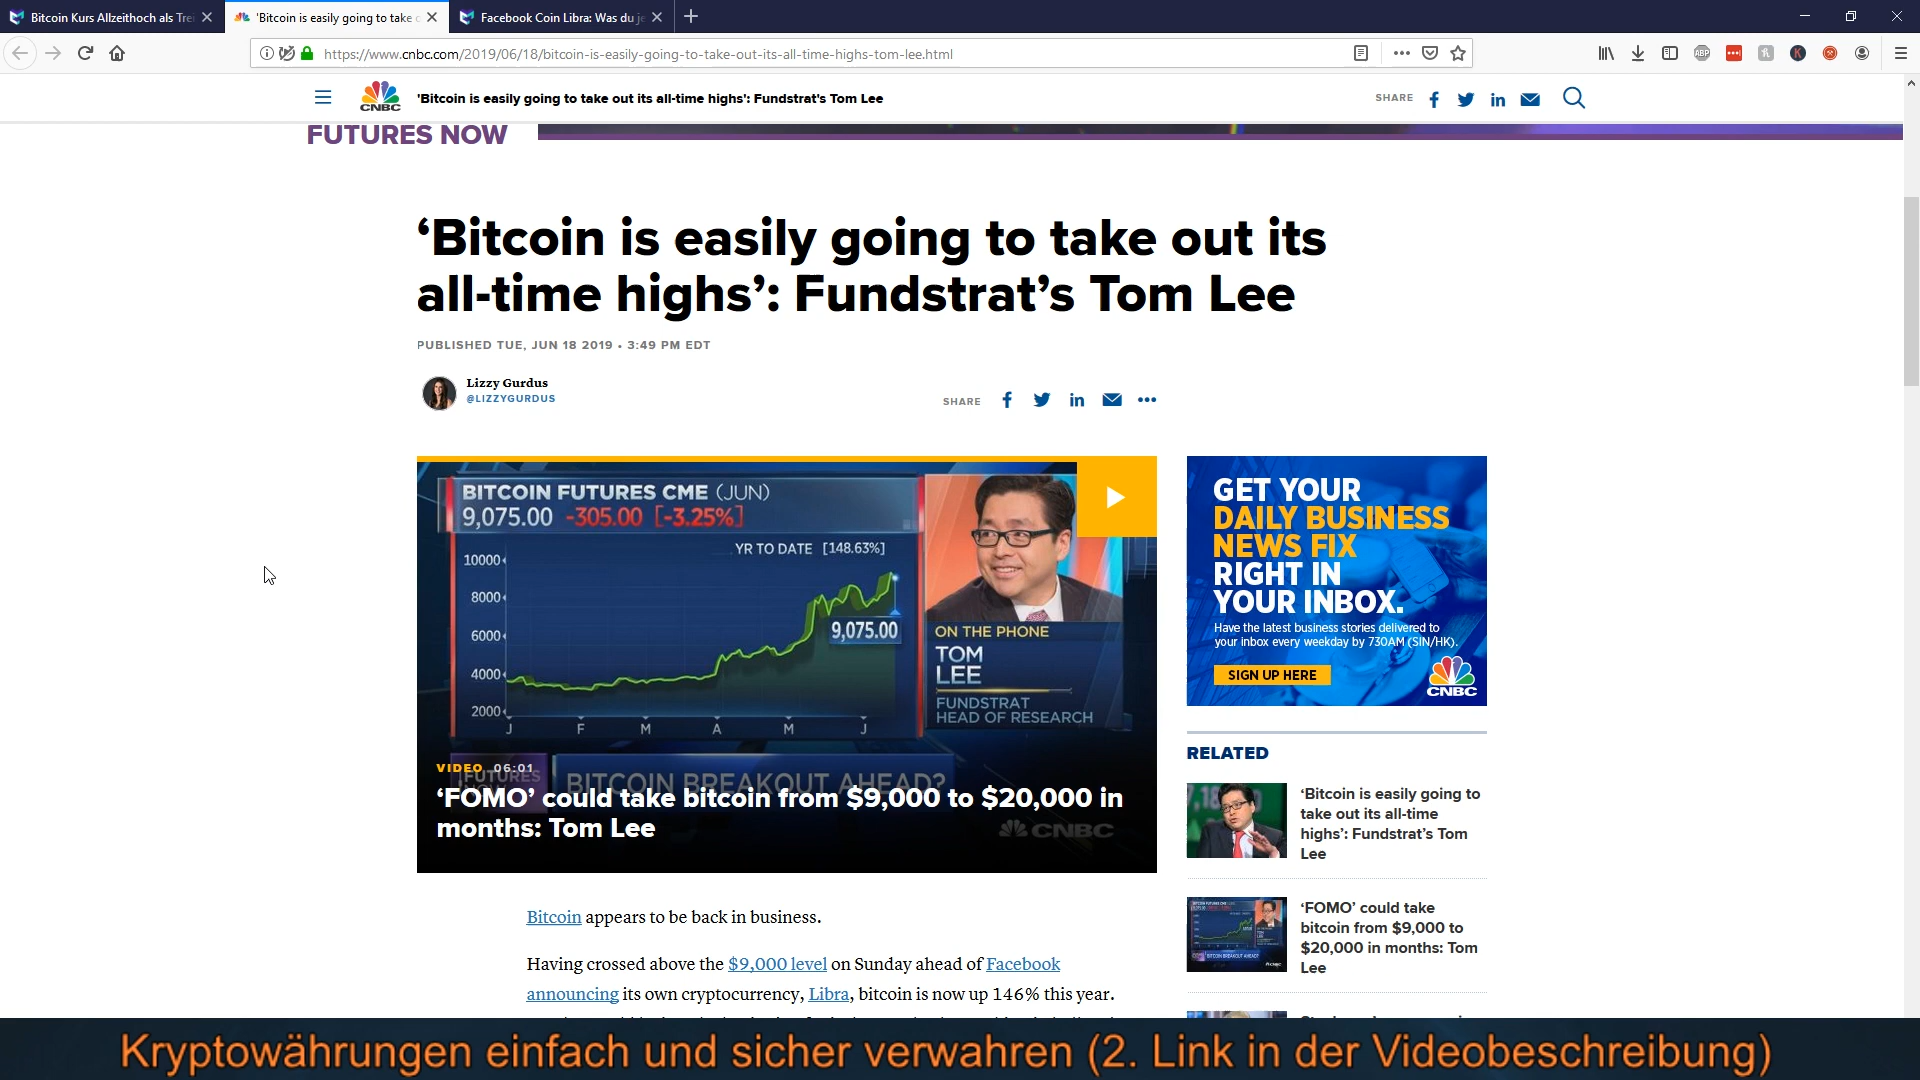 Bitcoin Kurs Allzeithoch als Tre
'Bitcoin is easily going to take
Facebook Coin Libra: Was du je
https://www.cnbc.com/2019/06/18/bitcoin-is-easily-going-to-take-out-its-all-time-highs-tom-lee.html
ABP
K
CNBC
'Bitcoin is easily going to take out its all-time highs': Fundstrat's Tom Lee
SHARE
FUTURES NOW
‘Bitcoin is easily going to take out its
all-time highs’: Fundstrat’s Tom Lee
PUBLISHED TUE, JUN 18 2019 • 3:49 PM EDT
Lizzy Gurdus
@LIZZYGURDUS
SHARE
BITCOIN FUTURES CME (JUN)
9,075.00 -305.00 [-3.25%]
YR TO DATE [148.63%]
10000
8000
6000
4000
2000
9,075.00
J F M A M J
ON THE PHONE
TOM
LEE
FUNDSTRAT
HEAD OF RESEARCH
FUTURES
BITCOIN BREAKOUT AHEAD?
VIDEO 06:01
‘FOMO’ could take bitcoin from $9,000 to $20,000 in
months: Tom Lee
CNBC
GET YOUR
DAILY BUSINESS
NEWS FIX
RIGHT IN
YOUR INBOX.
Have the latest business stories delivered to
your inbox every weekday by 730AM (SIN/HK).
SIGN UP HERE
CNBC
RELATED
‘Bitcoin is easily going to
take out its all-time
highs’: Fundstrat’s Tom
Lee
‘FOMO’ could take
bitcoin from $9,000 to
$20,000 in months: Tom
Lee
Bitcoin appears to be back in business.
Having crossed above the $9,000 level on Sunday ahead of Facebook
announcing its own cryptocurrency, Libra, bitcoin is now up 146% this year.
Kryptowährungen einfach und sicher verwahren (2. Link in der Videobeschreibung)